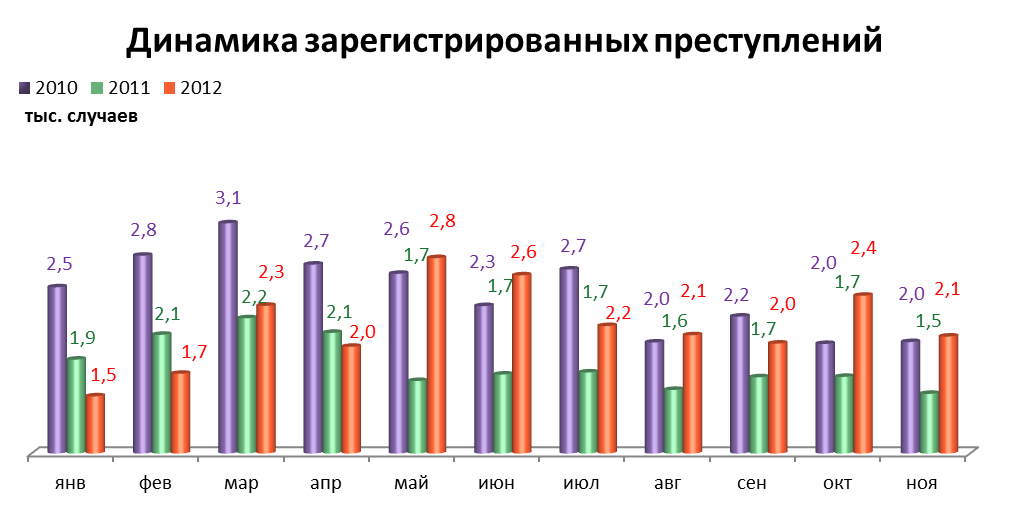 Динамика зарегистрированных преступлений
2010 2011 2012
тыс. случаев
2,5 1,9 1,5
2,8 2,1 1,7
3,1 2,2 2,3
2,7 2,1 2,0
2,6 1,7 2,8
2,3 1,7 2,6
2,7 1,7 2,2
2,0 1,6 2,1
2,2 1,7 2,0
2,0 1,7 2,4
2,0 1,5 2,1
янв фев мар апр май июн июл авг сен окт ноя